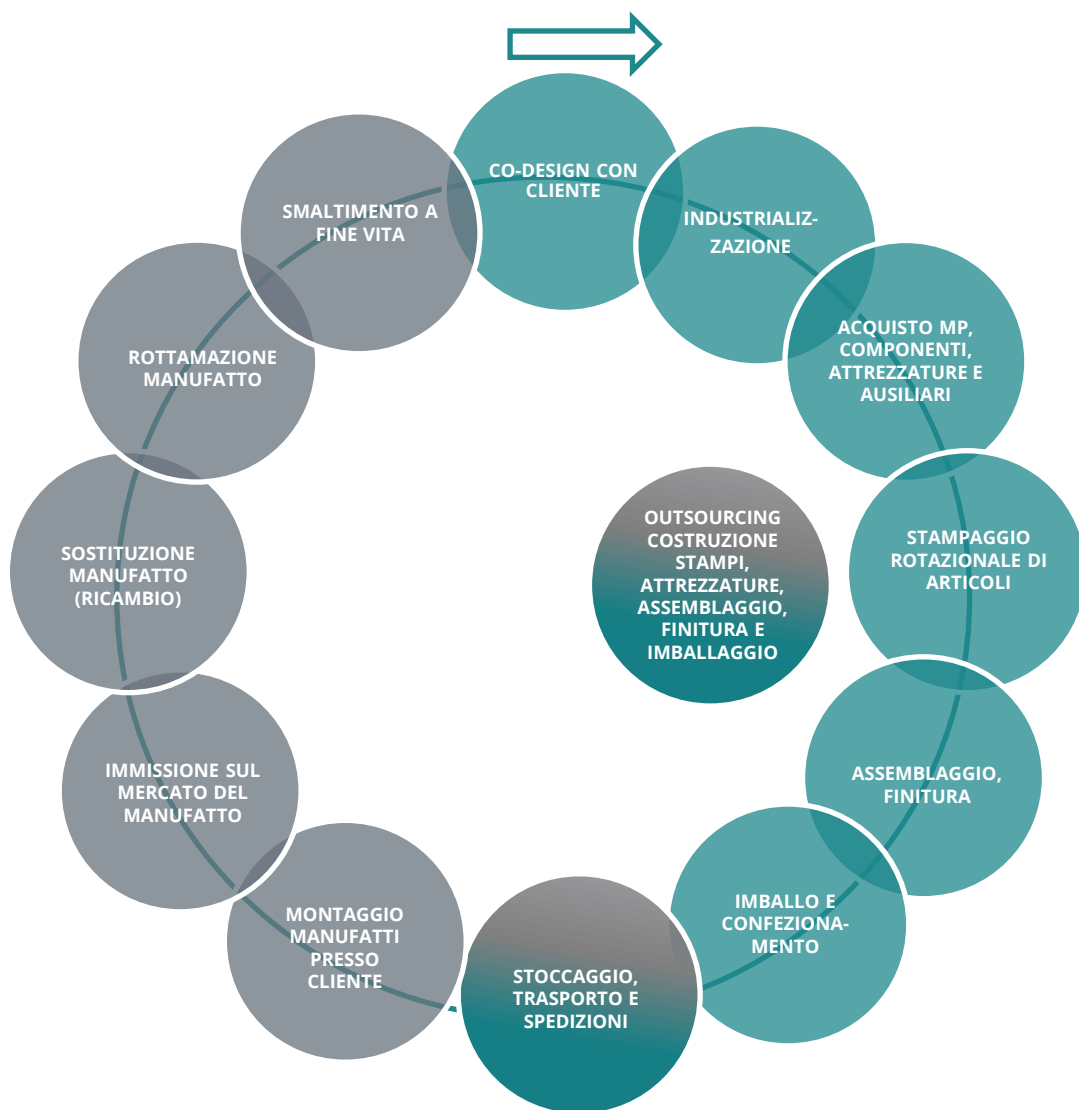 CO-DESIGN CON
CLIENTE
INDUSTRIALIZ-
ZAZIONE
ACQUISTO MP,
COMPONENTI,
ATTREZZATURE E
AUSILIARI
STAMPAGGIO
ROTAZIONALE DI
ARTICOLI
ASSEMBLAGGIO,
FINITURA
IMBALLO E
CONFEZIONA-
MENTO
STOCCAGGIO,
TRASPORTO E
SPEDIZIONI
MONTAGGIO
MANUFATTI
PRESSO
CLIENTE
IMMISSIONE SUL
MERCATO DEL
MANUFATTO
SOSTITUZIONE
MANUFATTO
(RICAMBIO)
ROTTAMAZIONE
MANUFATTO
SMALTIMENTO A
FINE VITA
OUTSOURCING
COSTRUZIONE
STAMPI,
ATTREZZATURE,
ASSEMBLAGGIO,
FINITURA E
IMBALLAGGIO